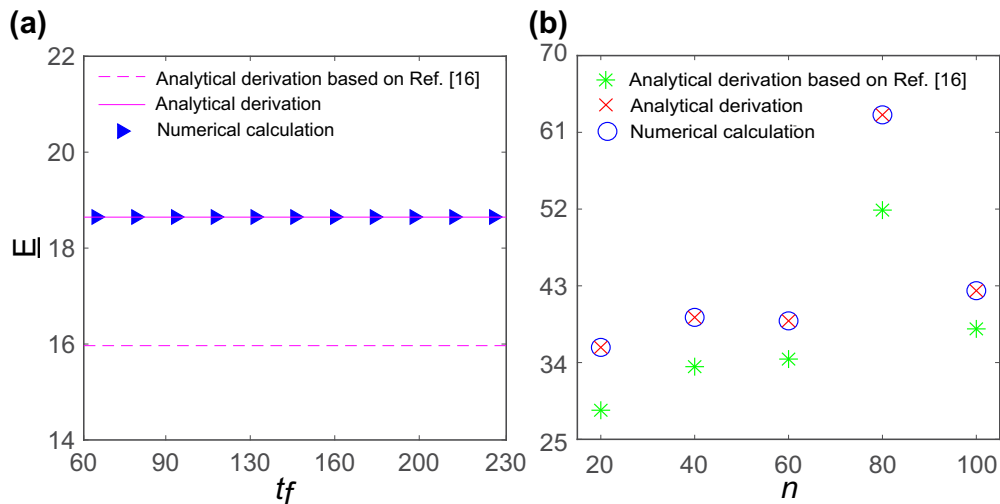 (a)
22
20
18
16
14
E
60
90
130
160
200
230
tf
Analytical derivation based on Ref. [16]
Analytical derivation
Numerical calculation
(b)
70
61
52
43
34
25
20
40
60
80
100
n
Analytical derivation based on Ref. [16]
Analytical derivation
Numerical calculation